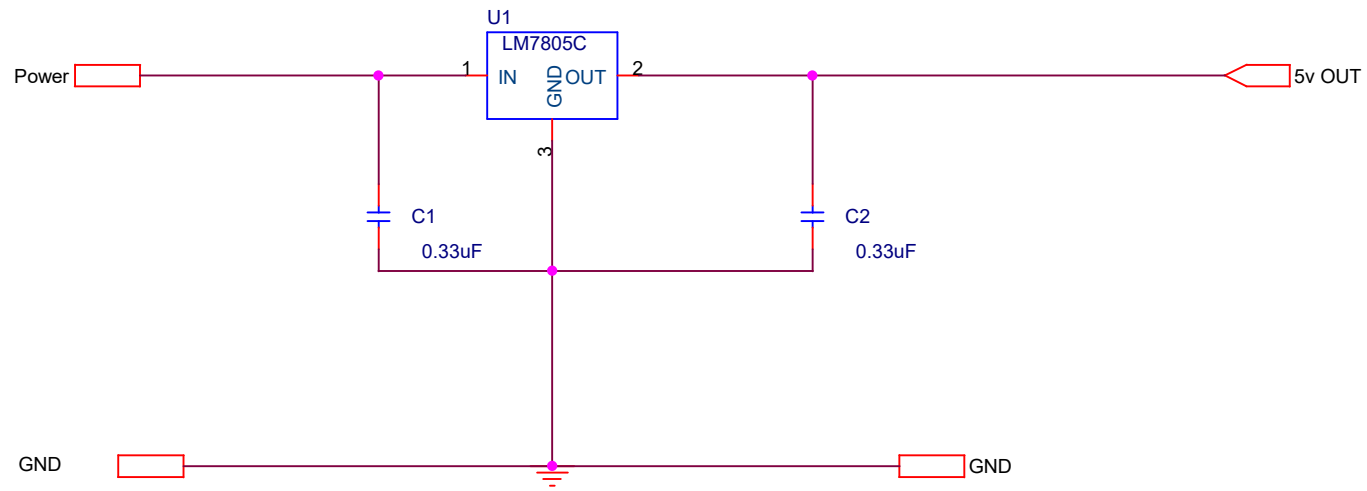 U1
LM7805C
Power
1
IN
GND
OUT
2
5v OUT
3
C1
0.33uF
C2
0.33uF
GND
GND